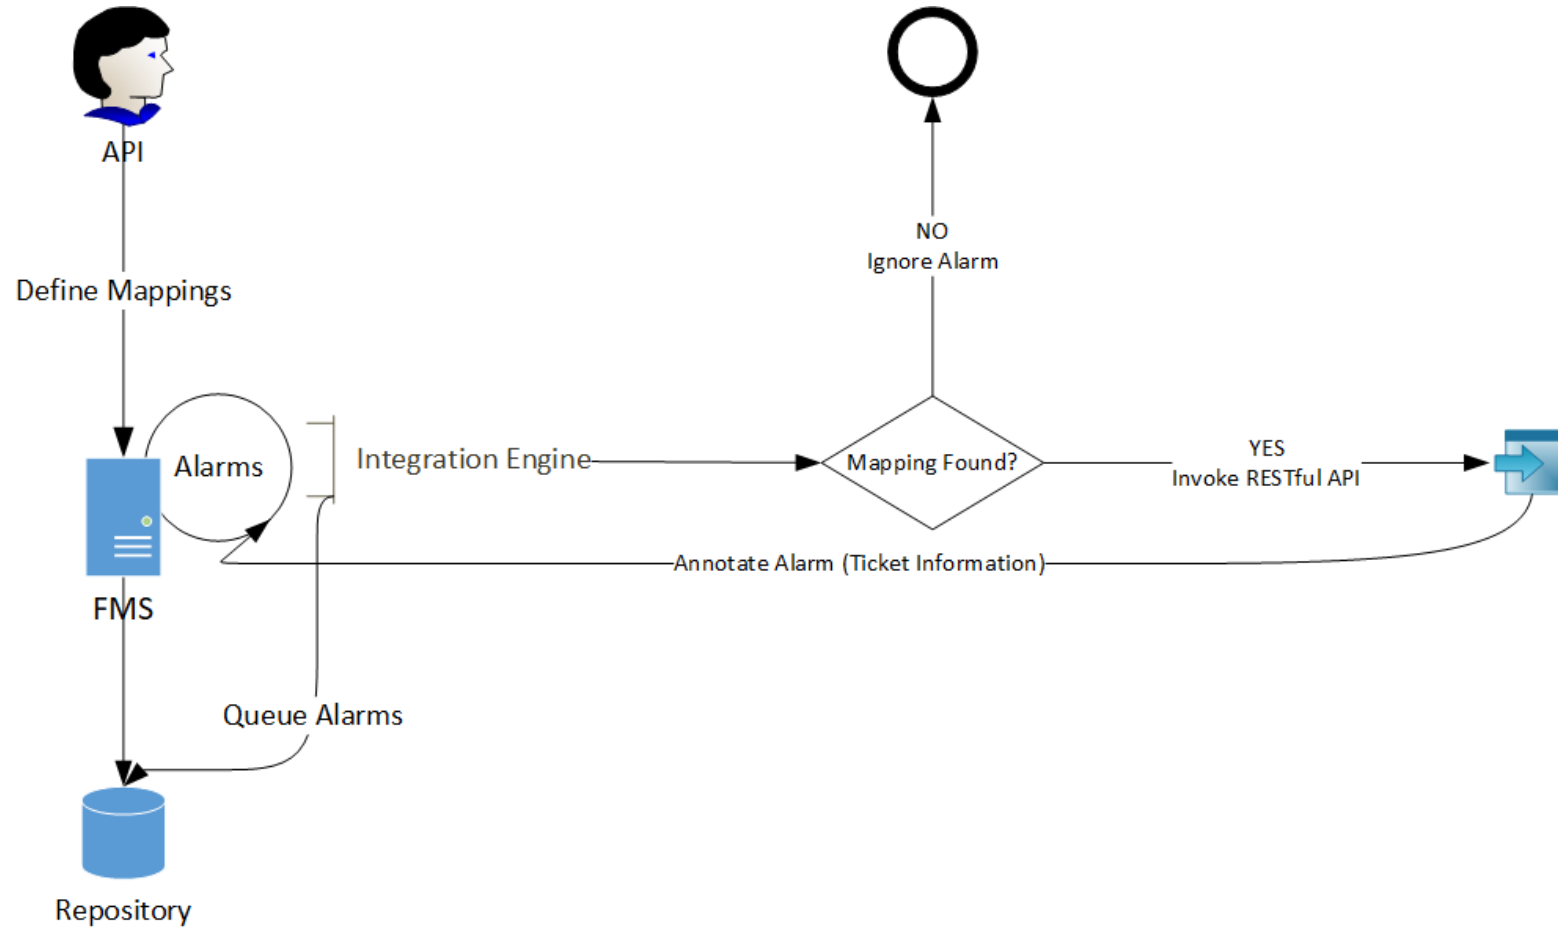 API
NO
Ignore Alarm
Define Mappings
Alarms
Integration Engine
Mapping Found?
YES
Invoke RESTful API
Annotate Alarm (Ticket Information)
FMS
Queue Alarms
Repository